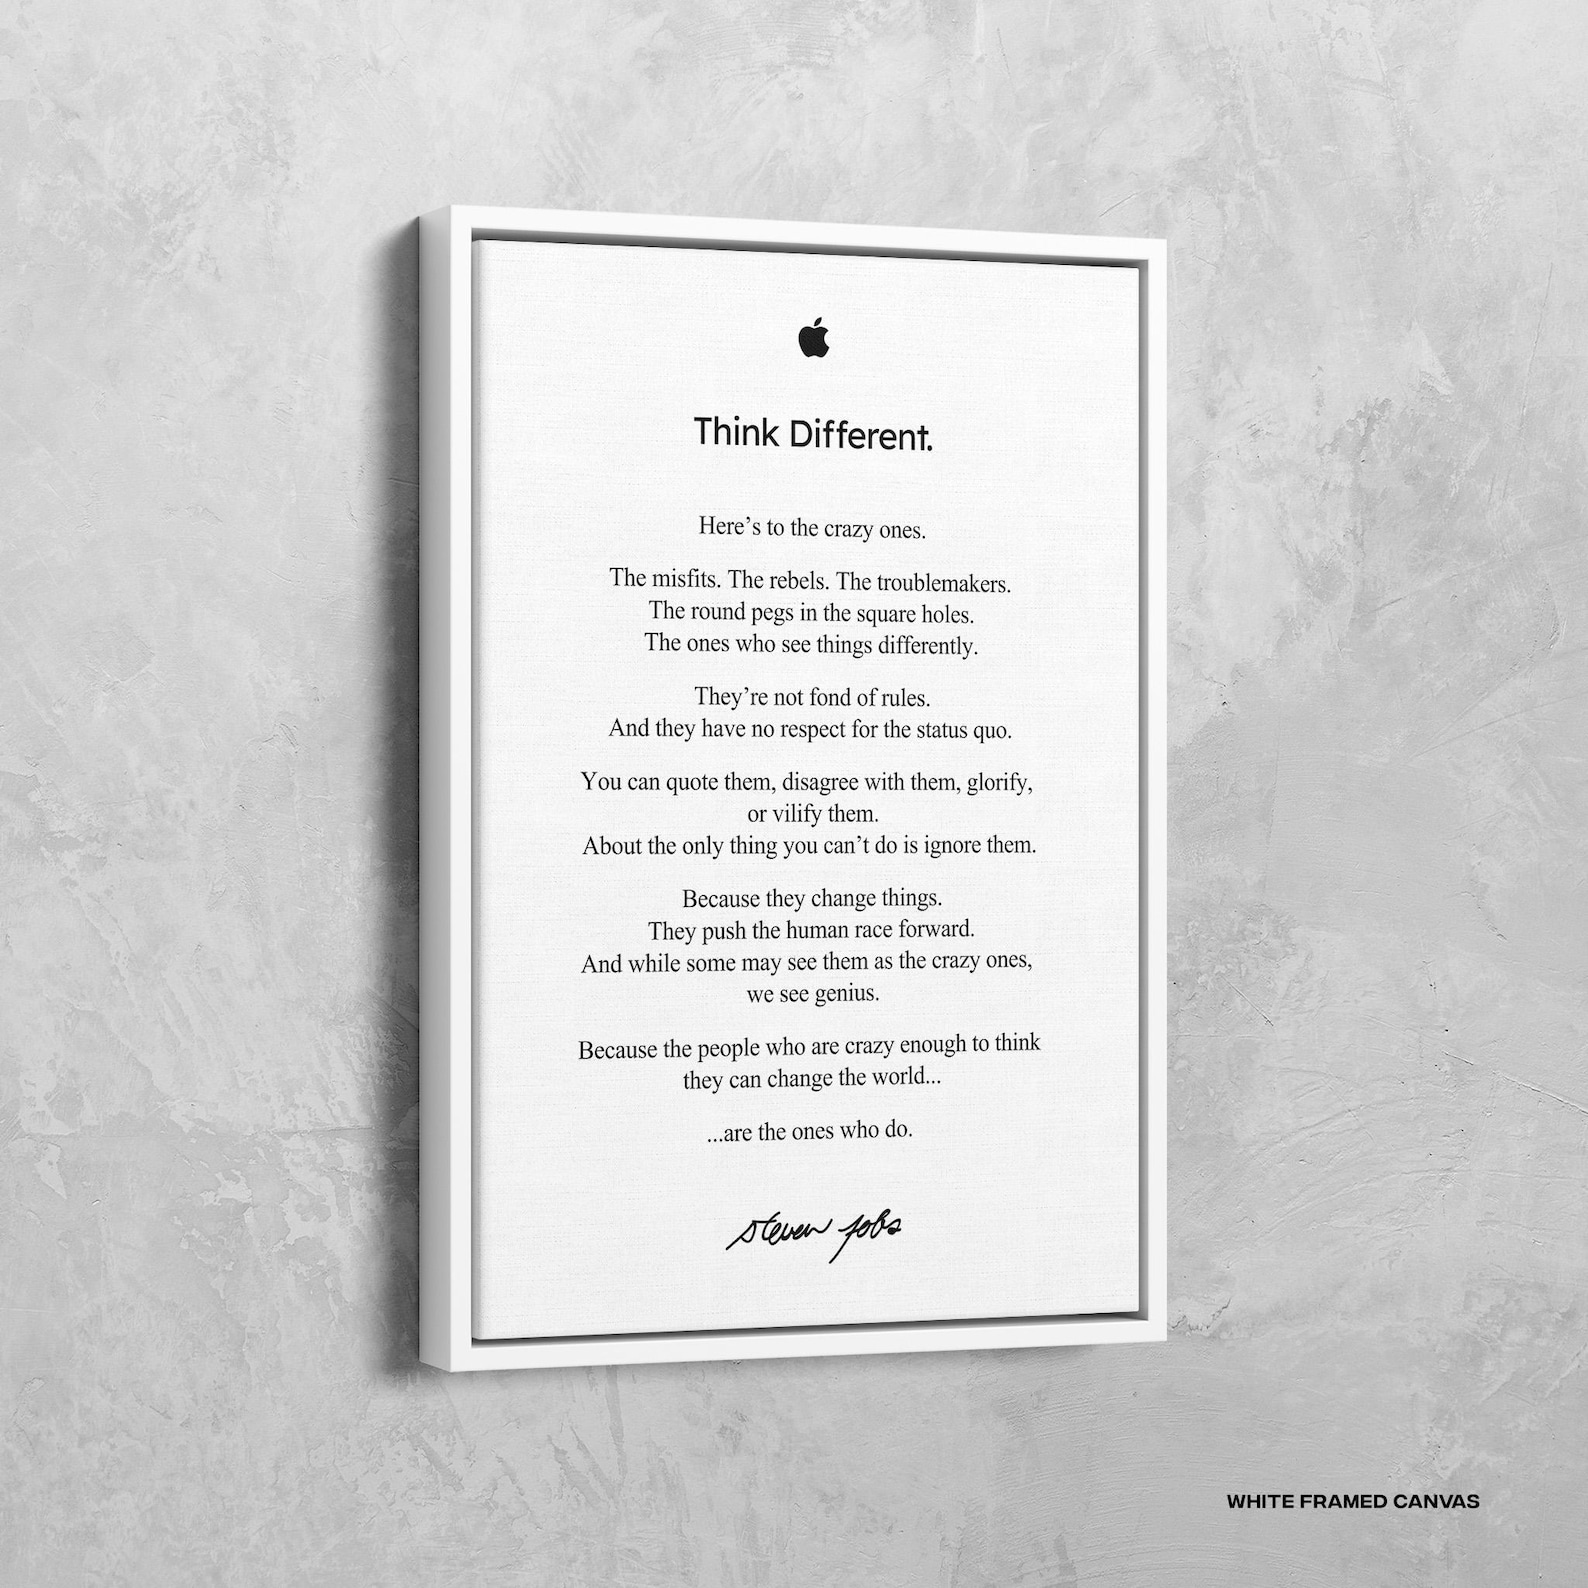 Think Different.
Here’s to the crazy ones.
The misfits. The rebels. The troublemakers.
The round pegs in the square holes.
The ones who see things differently.
They’re not fond of rules.
And they have no respect for the status quo.
You can quote them, disagree with them, glorify,
or vilify them.
About the only thing you can’t do is ignore them.
Because they change things.
They push the human race forward.
And while some may see them as the crazy ones,
we see genius.
Because the people who are crazy enough to think
they can change the world...
...are the ones who do.
steven jobs
WHITE FRAMED CANVAS